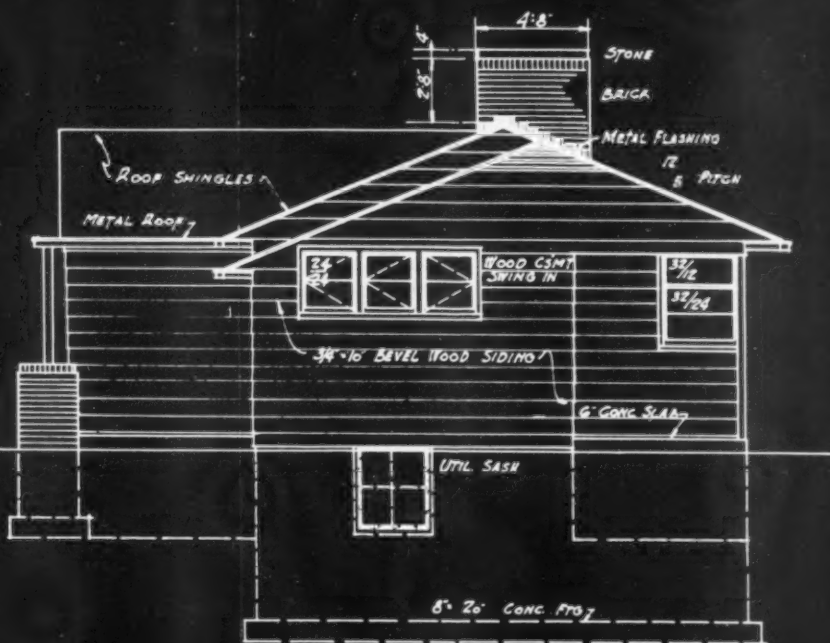 4'-8"
4"
STONE
2'-8"
BRICK
METAL FLASHING
12
5 PITCH
ROOF SHINGLES
METAL ROOF
24
24
WOOD CSMT
SWING IN
32/12
32/24
3/4" x 10" BEVEL WOOD SIDING
6" CONC SLAB
UTIL SASH
8" x 20" CONC. FTG